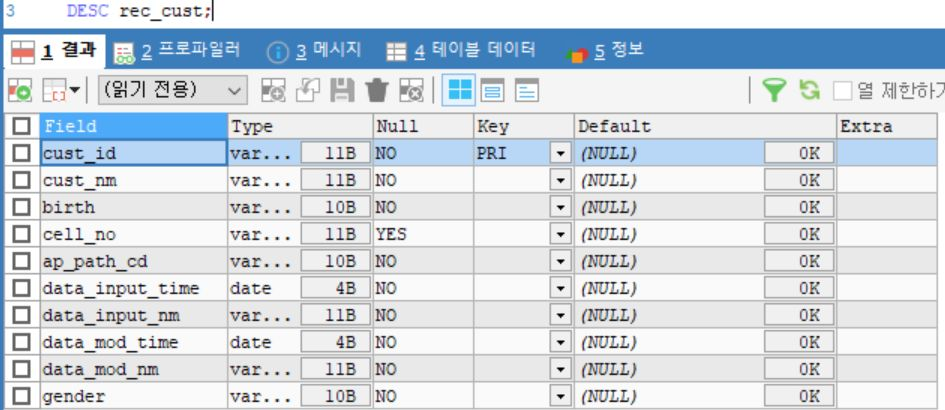 3 DESC rec_cust;
1 결과 2 프로파일러 3 메시지 4 테이블 데이터 5 정보
(읽기 전용) 열 제한하기
Field Type Null Key Default Extra
cust_id var... 11B NO PRI (NULL) 0K
cust_nm var... 11B NO (NULL) 0K
birth var... 10B NO (NULL) 0K
cell_no var... 11B YES (NULL) 0K
ap_path_cd var... 10B NO (NULL) 0K
data_input_time date 4B NO (NULL) 0K
data_input_nm var... 11B NO (NULL) 0K
data_mod_time date 4B NO (NULL) 0K
data_mod_nm var... 11B NO (NULL) 0K
gender var... 10B NO (NULL) 0K